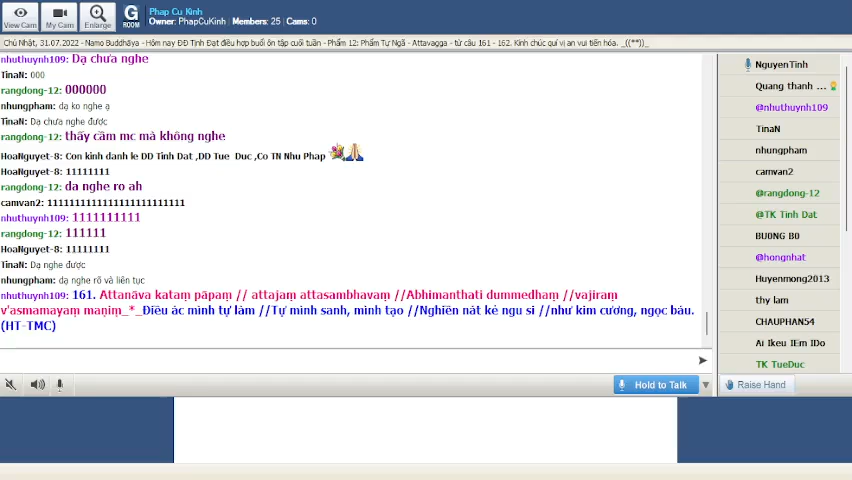 View Cam
My Cam
Enlarge
G
ROOM
Phap Cu Kinh
Owner: PhapCuKinh | Members: 25 | Cams: 0
Chủ Nhật, 31.07.2022 - Namo Buddhāya - Hôm nay ĐĐ Tịnh Đạt điều hợp buổi ôn tập cuối tuần - Phẩm 12: Phẩm Tự Ngã - Attavagga - từ câu 161 - 162. Kính chúc quí vị an vui tiến hóa. _((**))_
nhuthuynh109: Dạ chưa nghe
TinaN: 000
rangdong-12: 000000
nhungpham: dạ ko nghe ạ
TinaN: Dạ chưa nghe được
rangdong-12: thấy cầm mc mà không nghe
HoaNguyet-8: Con kinh danh le DD Tinh Dat ,DD Tue Duc ,Co TN Nhu Phap
HoaNguyet-8: 11111111
rangdong-12: da nghe ro ah
camvan2: 1111111111111111111111111
nhuthuynh109: 1111111111
rangdong-12: 111111
HoaNguyet-8: 11111111
TinaN: Dạ nghe được
nhungpham: dạ nghe rõ và liên tục
nhuthuynh109: 161. Attanāva kataṃ pāpaṃ // attajaṃ attasambhavaṃ //Abhimanthati dummedhaṃ //vajiraṃ
v'asmamayaṃ maṇiṃ_*_Điều ác mình tự làm //Tự mình sanh, mình tạo //Nghiền nát kẻ ngu si //như kim cương, ngọc báu.
(HT-TMC)
NguyenTinh
Quang thanh ...
@nhuthuynh109
TinaN
nhungpham
camvan2
@rangdong-12
@TK Tinh Dat
BU0NG B0
@hongnhat
Huyenmong2013
thy lam
CHAUPHAN54
Ai Ikeu IEm IDo
TK TueDuc
Hold to Talk
Raise Hand